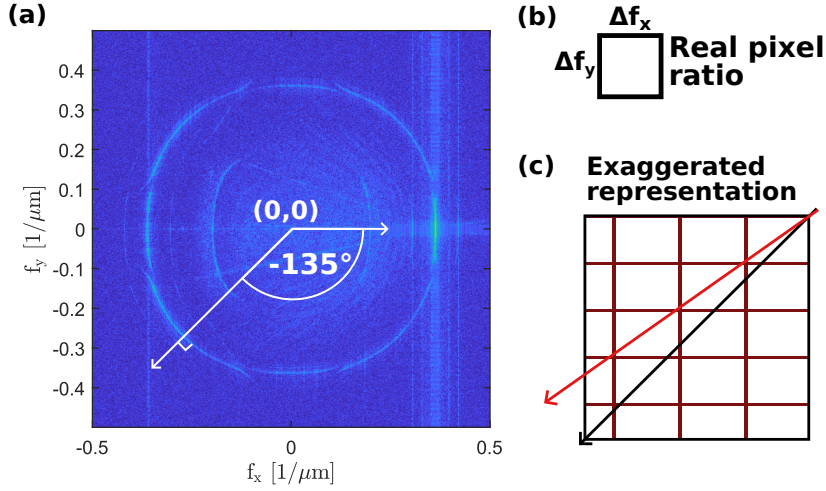 (a)
0.4
0.3
0.2
0.1
0
-0.1
-0.2
-0.3
-0.4
f_y [1/μm]
-0.5
0
0.5
f_x [1/μm]
(0,0)
-135°
(b)
Δf_x
Δf_y
Real pixel
ratio
(c)
Exaggerated
representation